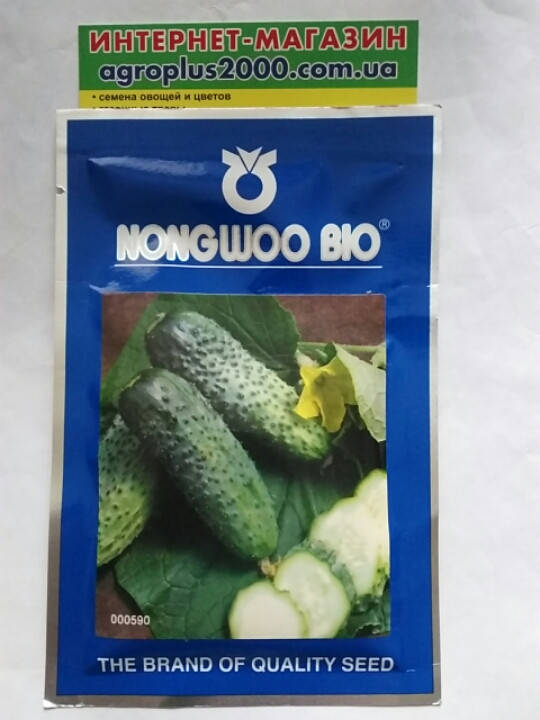 ИНТЕРНЕТ-МАГАЗИН
agroplus2000.com.ua
• семена овощей и цветов
NONGWOO BIO®
000590
THE BRAND OF QUALITY SEED